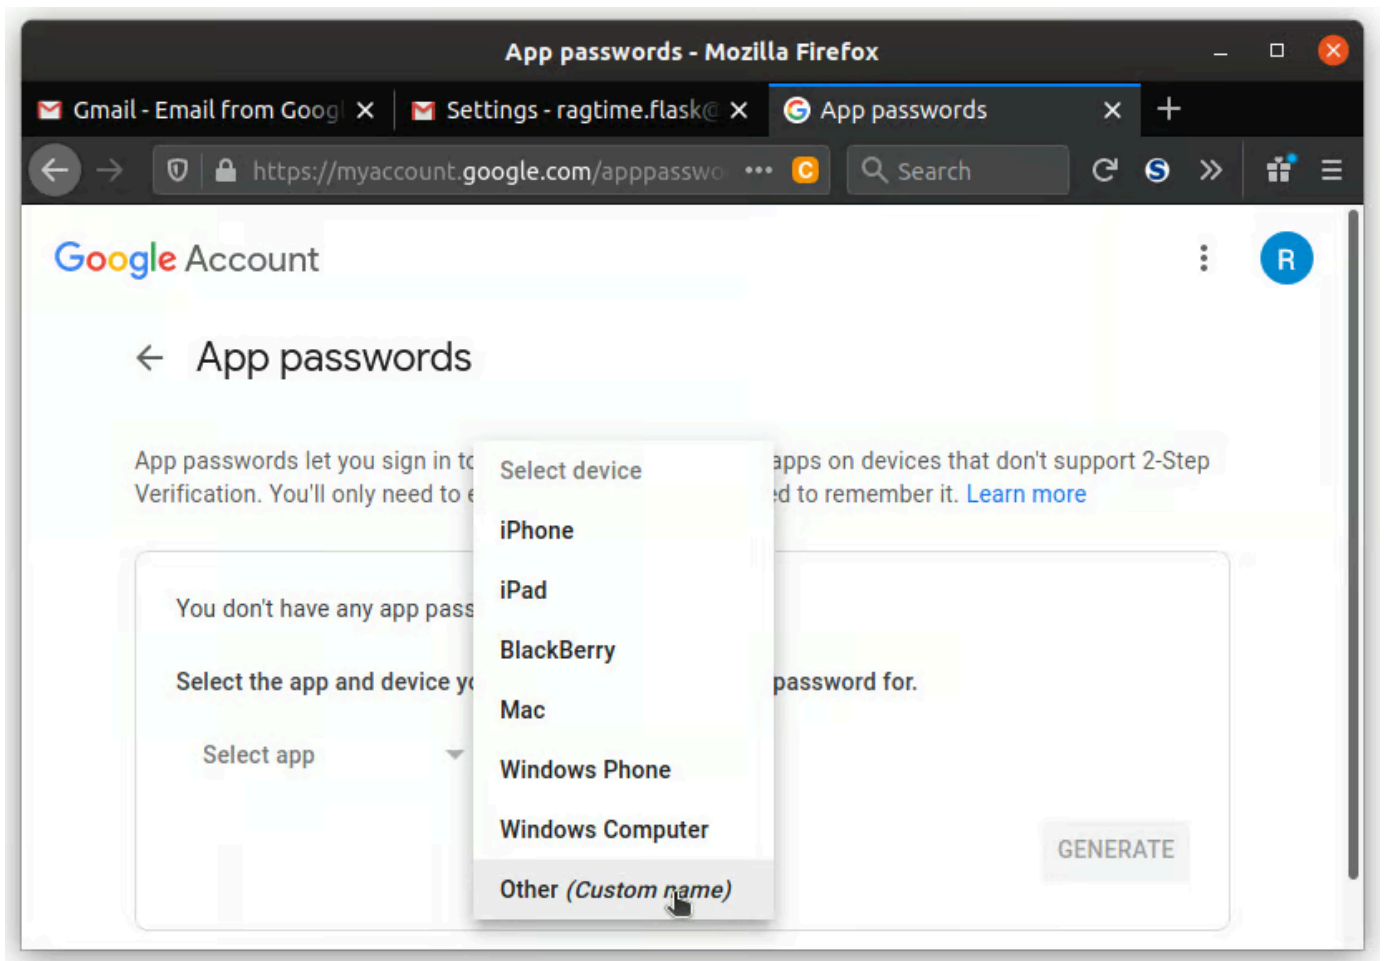 App passwords - Mozilla Firefox
Gmail - Email from Googl
Settings - ragtime.flask@
App passwords
https://myaccount.google.com/apppasswo
Search
Google Account
R
App passwords
App passwords let you sign in to apps on devices that don't support 2-Step
Verification. You'll only need to e d to remember it. Learn more
Select device
iPhone
iPad
BlackBerry
Mac
Windows Phone
Windows Computer
Other (Custom name)
You don't have any app pass
Select the app and device yo password for.
Select app
GENERATE